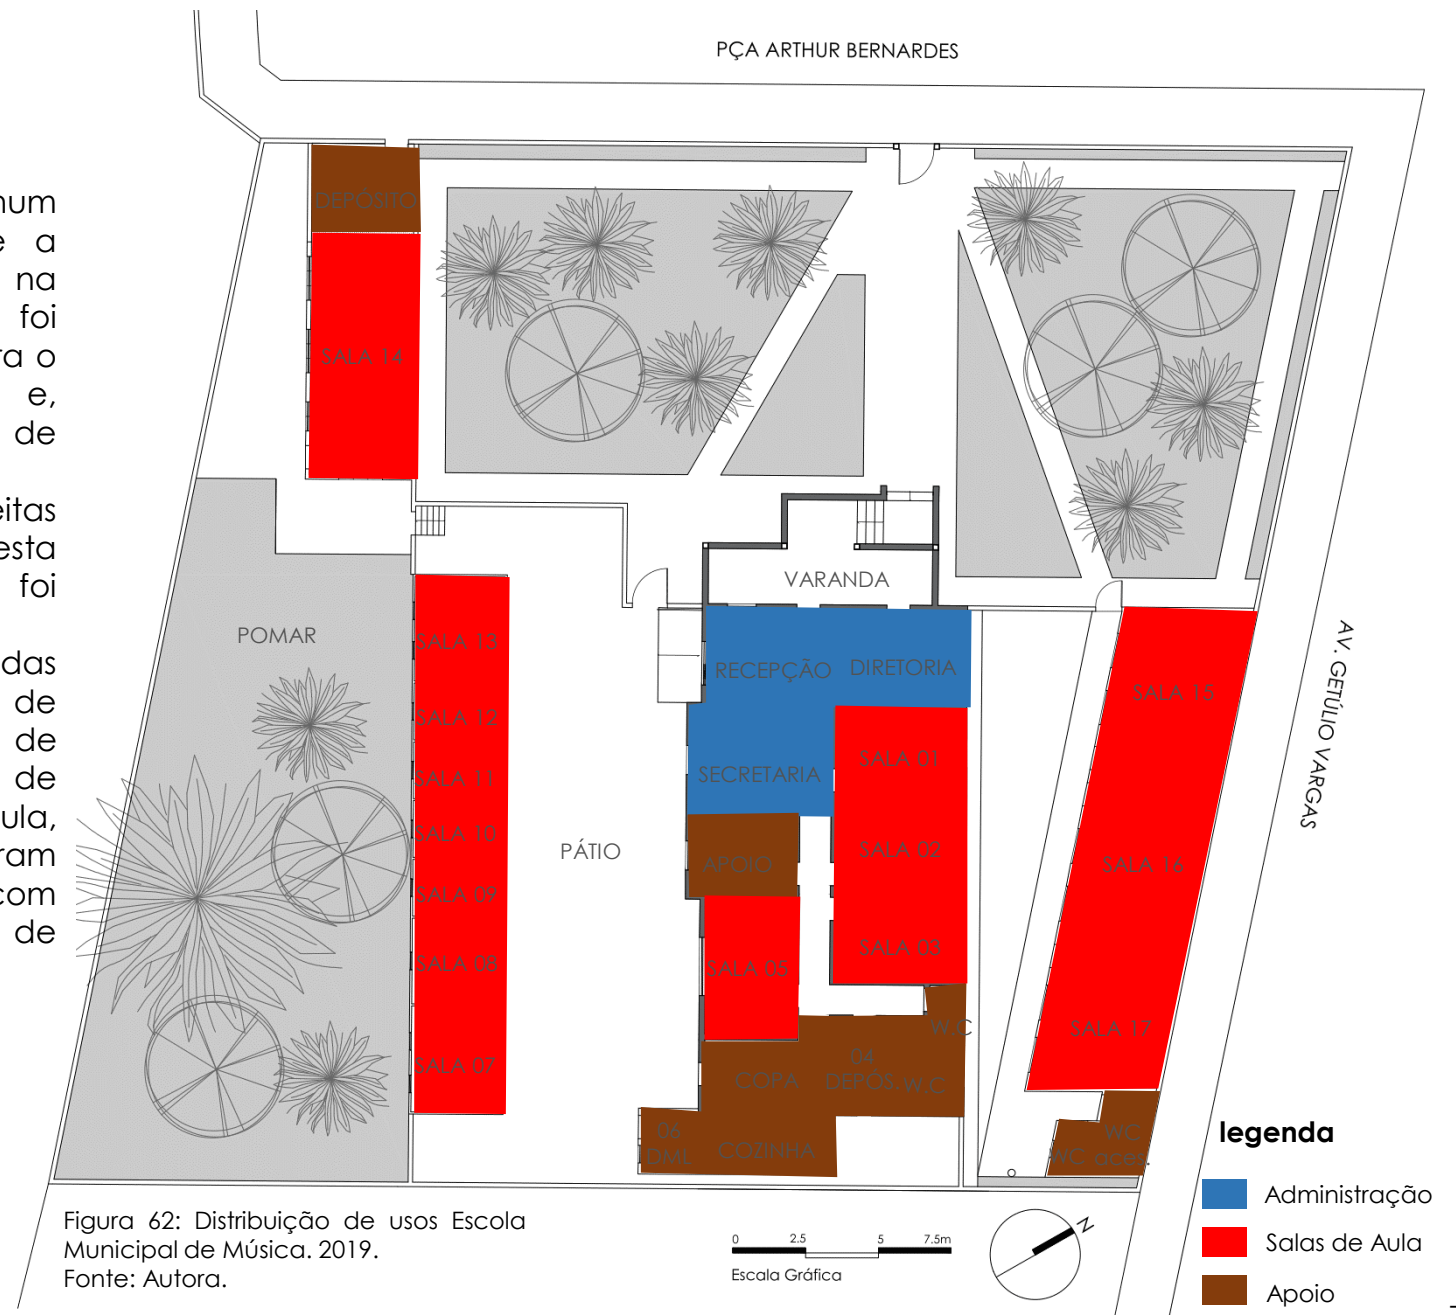 PÇA ARTHUR BERNARDES
num
e a
na
foi
ra o
e,
de
eitas
esta
foi
das
de
de
de
ula,
ram
com
de
DEPÓSITO
SALA 14
VARANDA
POMAR
SALA 13
SALA 12
SALA 11
SALA 10
SALA 09
SALA 08
SALA 07
PÁTIO
RECEPÇÃO
DIRETORIA
SECRETARIA
SALA 01
SALA 02
SALA 03
APOIO
SALA 05
W.C
COPA
04
DEPÓS
W.C
06
DML
COZINHA
SALA 15
SALA 16
SALA 17
WC
WC aces.
AV. GETÚLIO VARGAS
legenda
Administração
Salas de Aula
Apoio
Figura 62: Distribuição de usos Escola
Municipal de Música. 2019.
Fonte: Autora.
0 2.5 5 7.5m
Escala Gráfica
N